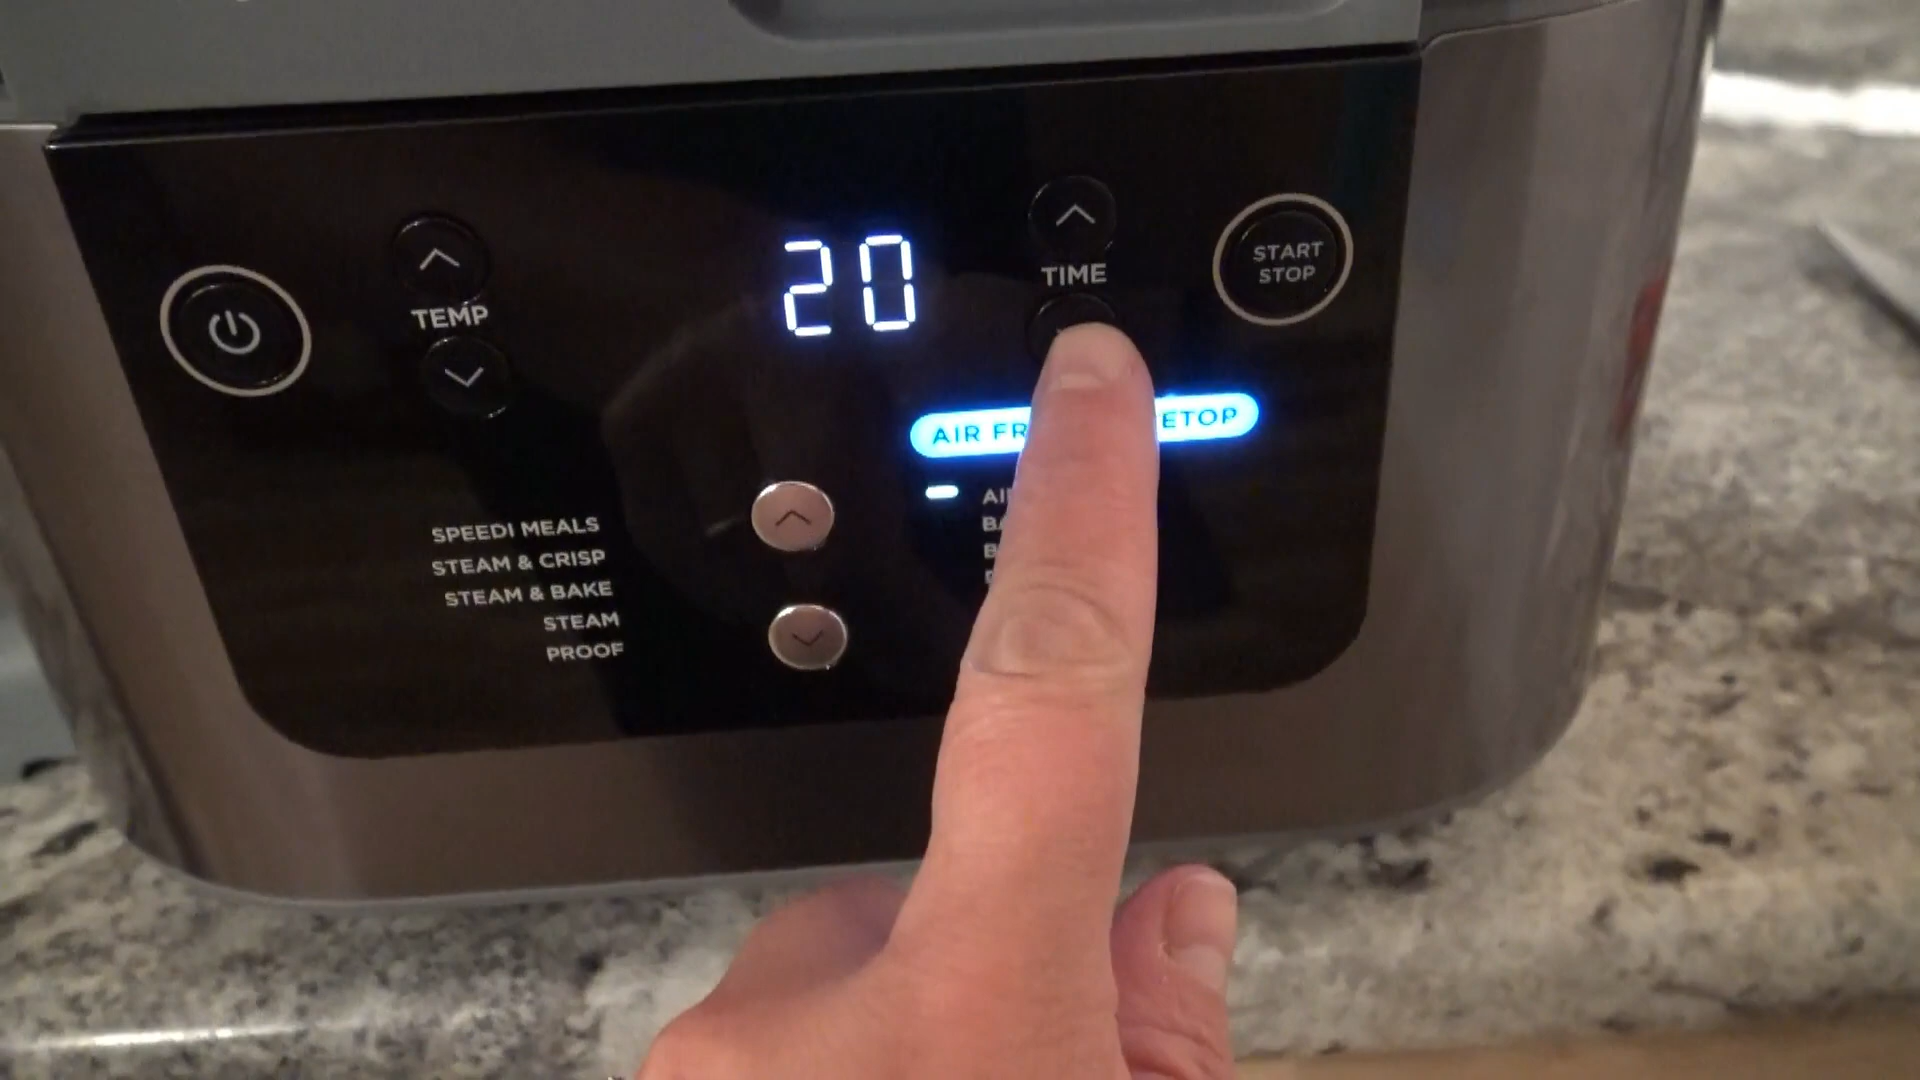 20
TIME
START
STOP
TEMP
AIR FR ETOP
SPEEDI MEALS
STEAM & CRISP
STEAM & BAKE
STEAM
PROOF